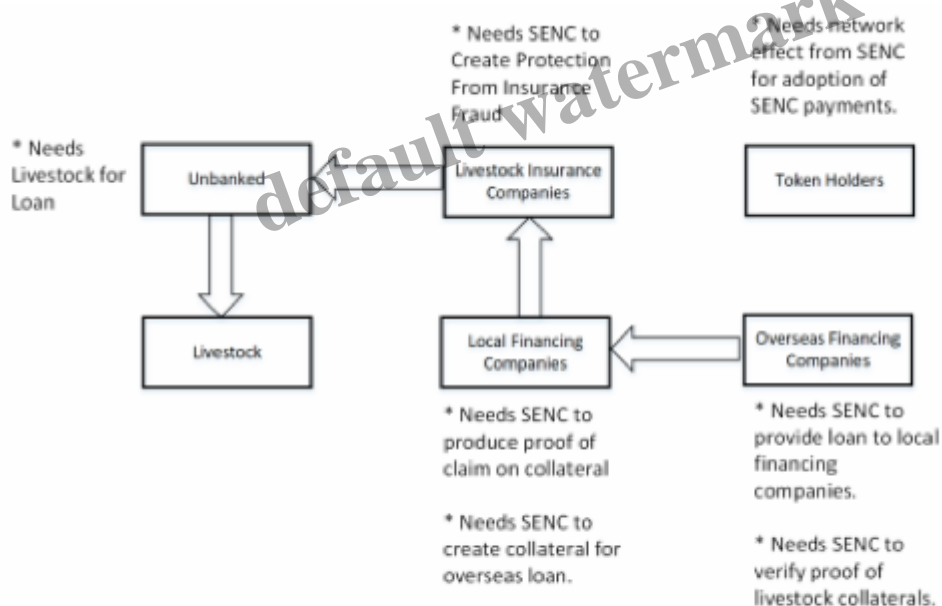 * Needs SENC to
Create Protection
From Insurance
Fraud
* Needs network
effect from SENC
for adoption of
SENC payments.
* Needs
Livestock for
Loan
Unbanked
Livestock Insurance
Companies
Token Holders
default watermark
Livestock
Local Financing
Companies
Overseas Financing
Companies
* Needs SENC to
produce proof of
claim on collateral
* Needs SENC to
create collateral for
overseas loan.
* Needs SENC to
provide loan to local
financing
companies.
* Needs SENC to
verify proof of
livestock collaterals.